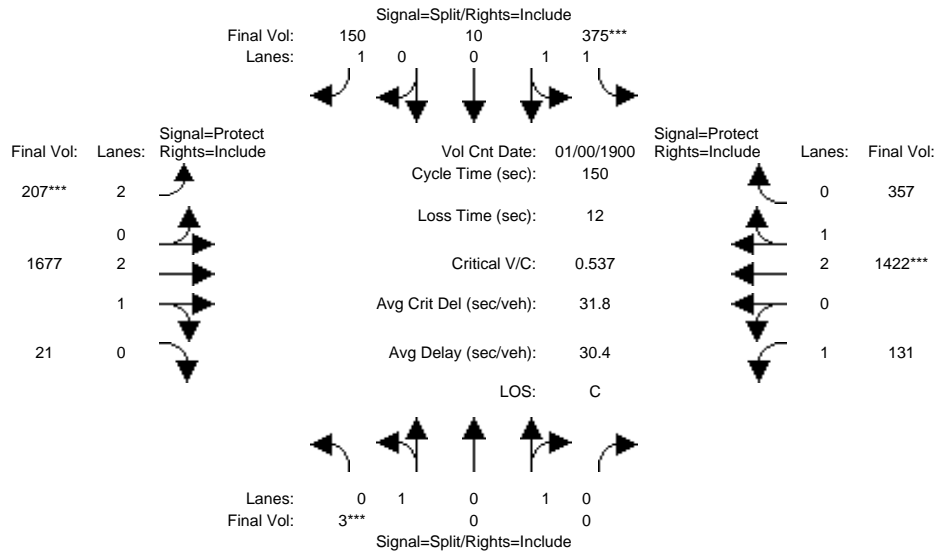 Signal=Split/Rights=Include
Final Vol: 150 10 375***
Lanes: 1 0 0 1 1
Signal=Protect
Final Vol: Lanes: Rights=Include
Vol Cnt Date: 01/00/1900
Signal=Protect
Rights=Include Lanes: Final Vol:
Cycle Time (sec): 150
207*** 2
0 357
Loss Time (sec): 12
0
1
1677 2
Critical V/C: 0.537
2 1422***
1
Avg Crit Del (sec/veh): 31.8
0
21 0
Avg Delay (sec/veh): 30.4
1 131
LOS: C
Lanes: 0 1 0 1 0
Final Vol: 3*** 0 0
Signal=Split/Rights=Include